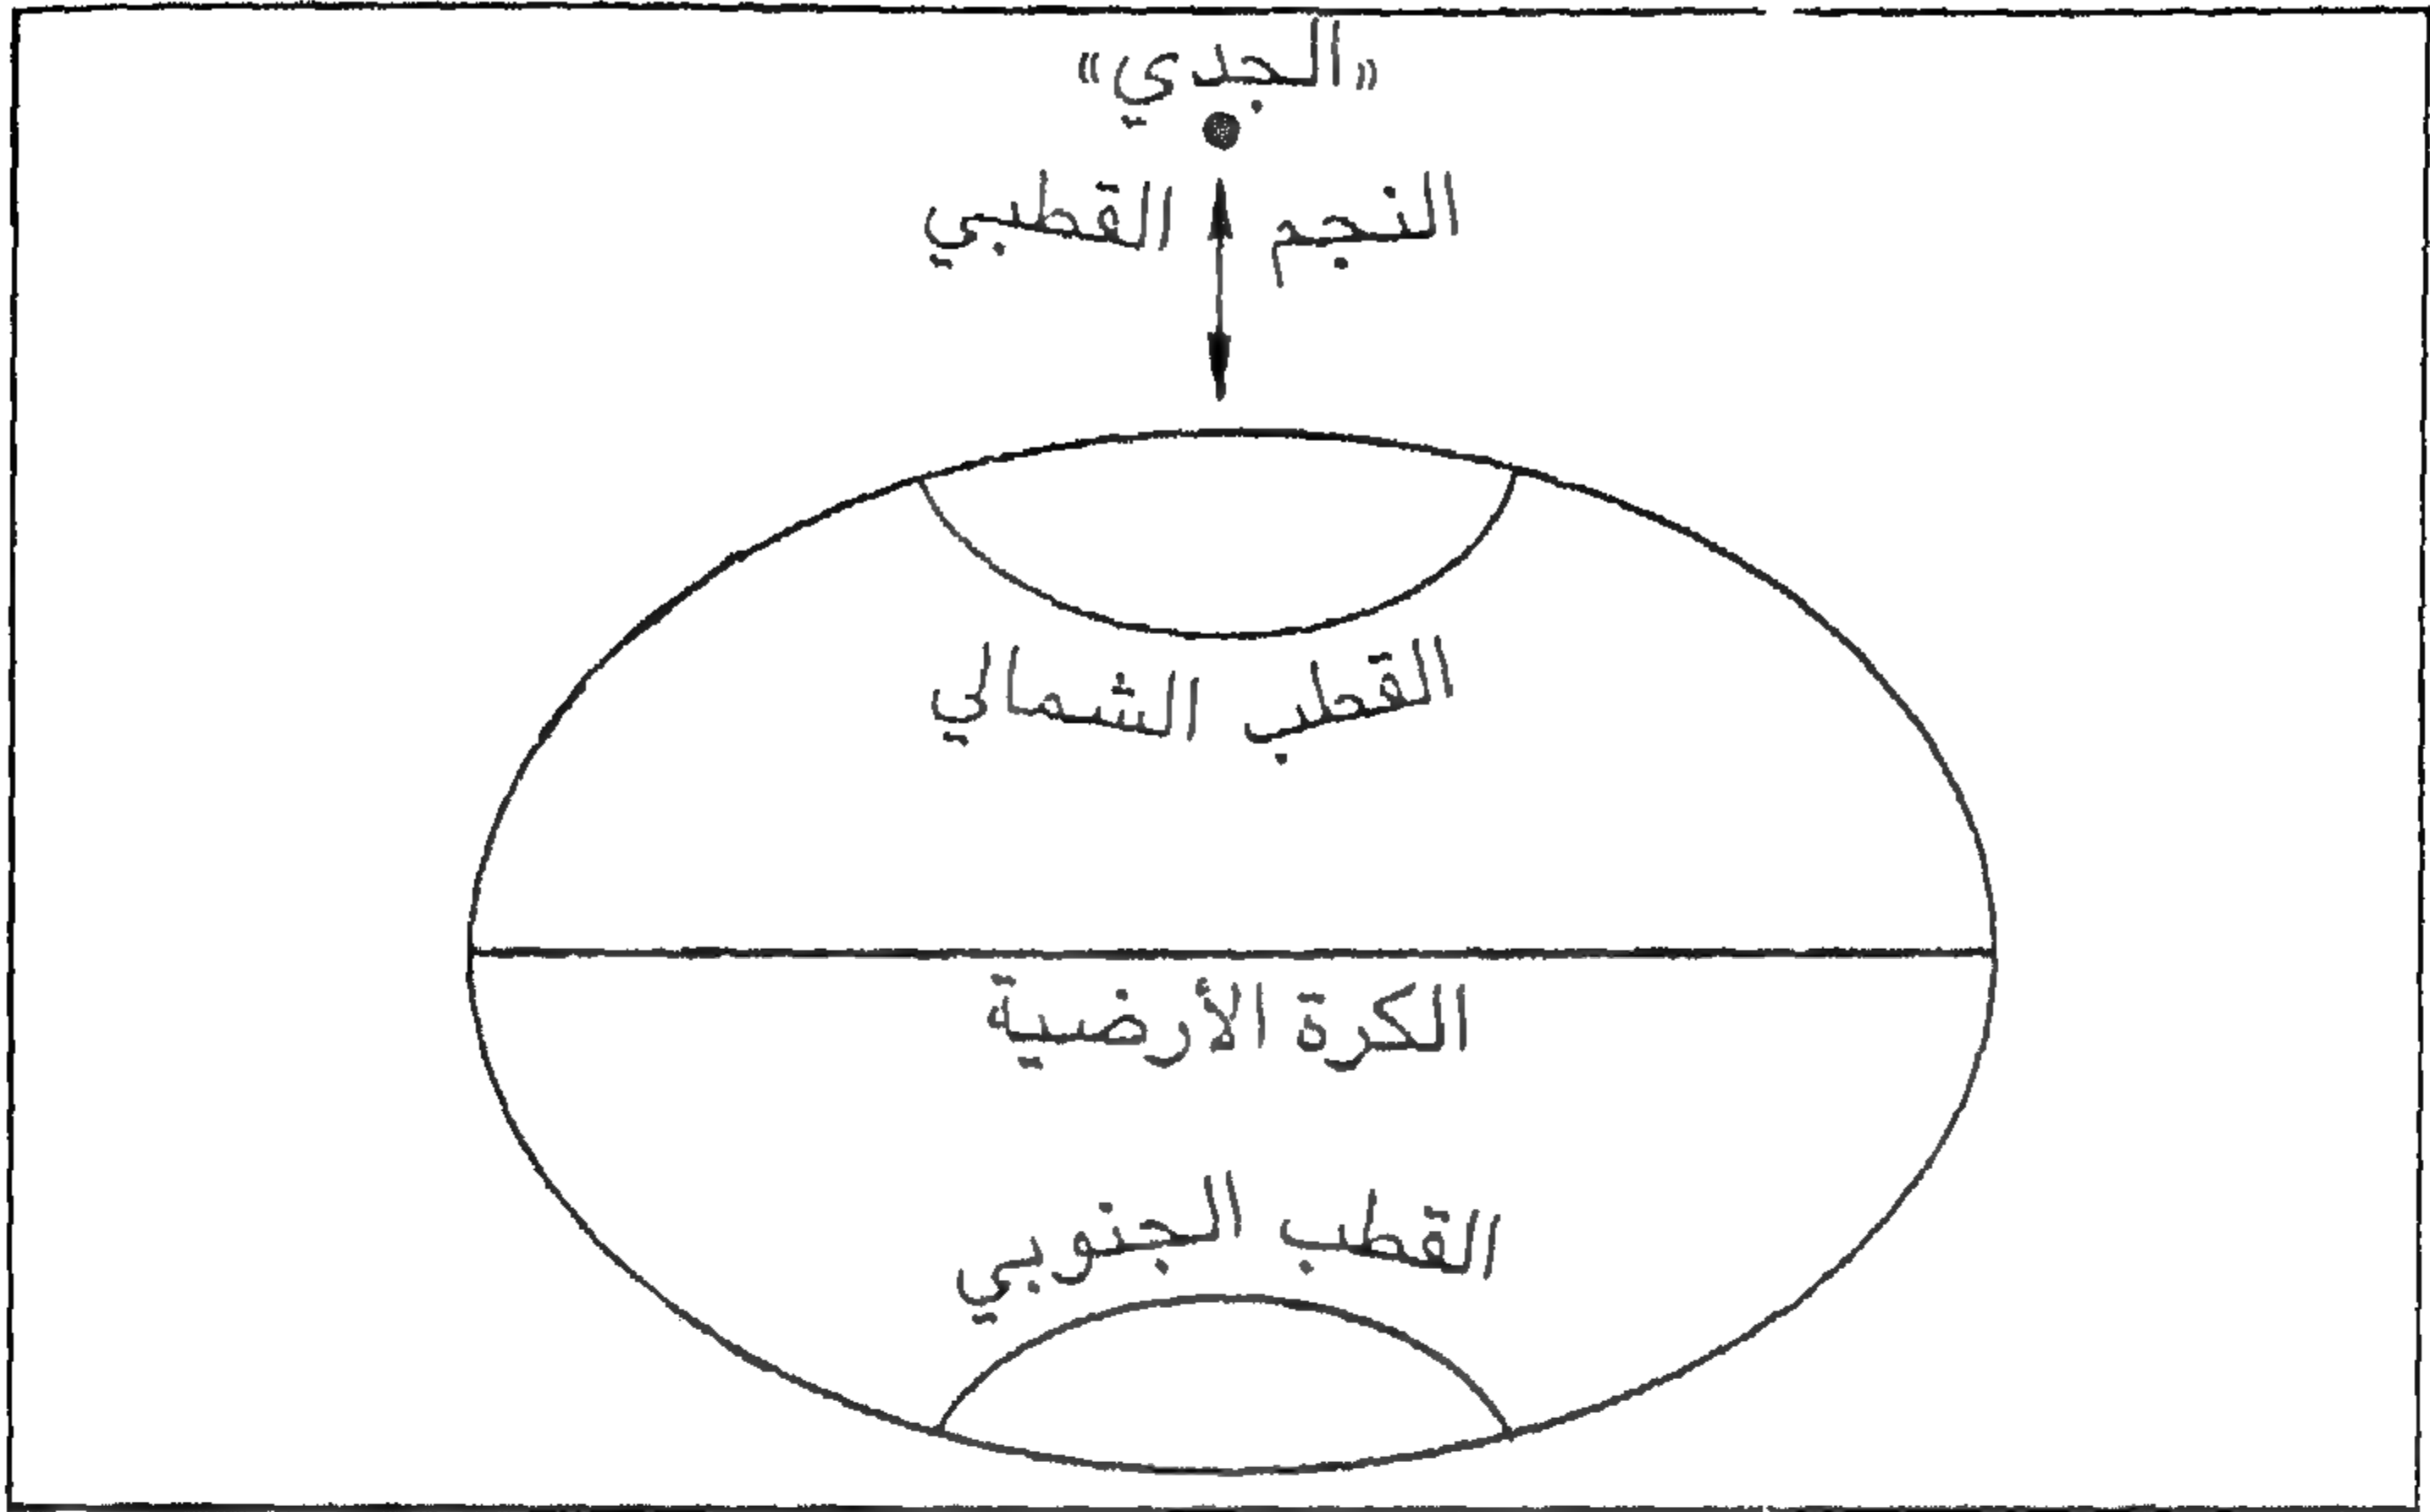 «الجدي»
النجم القطبي
القطب الشمالي
الكرة الأرضية
القطب الجنوبي